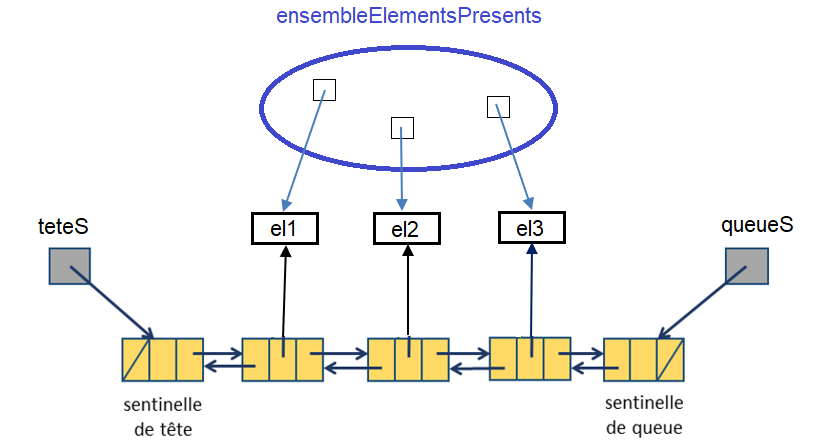 ensembleElementsPresents
teteS
el1
el2
el3
queueS
sentinelle
de tête
sentinelle
de queue